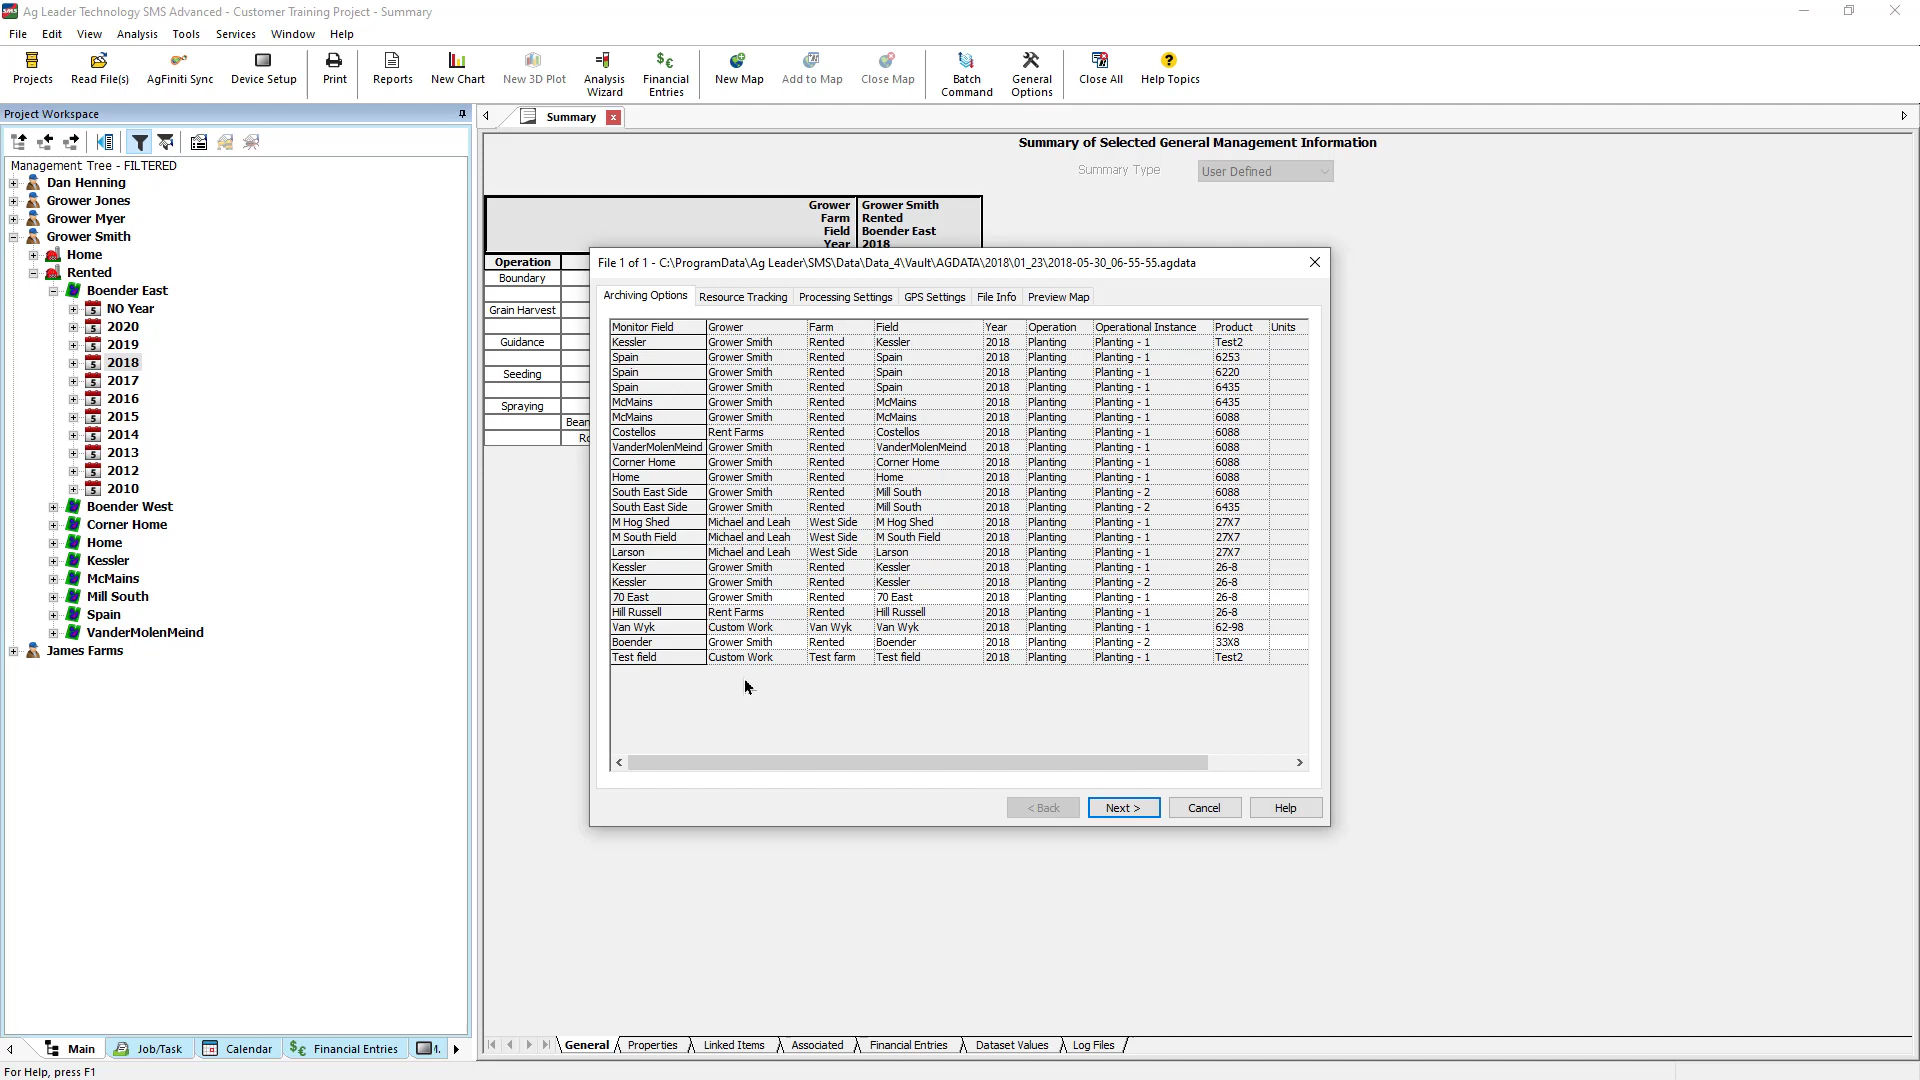 Ag Leader Technology SMS Advanced - Customer Training Project - Summary
File Edit View Analysis Tools Services Window Help
Projects Read File(s) AgFiniti Sync Device Setup Print Reports New Chart New 3D Plot Analysis Wizard Financial Entries New Map Add to Map Close Map Batch Command General Options Close All Help Topics
Project Workspace
Summary
Summary of Selected General Management Information
Summary Type User Defined
Management Tree - FILTERED
Dan Henning
Grower Jones
Grower Myer
Grower Smith
Home
Rented
Boender East
NO Year
2020
2019
2018
2017
2016
2015
2014
2013
2012
2010
Boender West
Corner Home
Home
Kessler
McMains
Mill South
Spain
VanderMolenMeind
James Farms
Grower Grower Smith
Farm Rented
Field Boender East
Year 2018
Operation
Boundary
Grain Harvest
Guidance
Seeding
Spraying
File 1 of 1 - C:\ProgramData\Ag Leader\SMS\Data\Data_4\Vault\AGDATA\2018\01_23\2018-05-30_06-55-55.agdata
Archiving Options Resource Tracking Processing Settings GPS Settings File Info Preview Map
Monitor Field Grower Farm Field Year Operation Operational Instance Product Units
Kessler Grower Smith Rented Kessler 2018 Planting Planting - 1 Test2
Spain Grower Smith Rented Spain 2018 Planting Planting - 1 6253
Spain Grower Smith Rented Spain 2018 Planting Planting - 1 6220
Spain Grower Smith Rented Spain 2018 Planting Planting - 1 6435
McMains Grower Smith Rented McMains 2018 Planting Planting - 1 6435
McMains Grower Smith Rented McMains 2018 Planting Planting - 1 6088
Costellos Rent Farms Rented Costellos 2018 Planting Planting - 1 6088
VanderMolenMeind Grower Smith Rented VanderMolenMeind 2018 Planting Planting - 1 6088
Corner Home Grower Smith Rented Corner Home 2018 Planting Planting - 1 6088
Home Grower Smith Rented Home 2018 Planting Planting - 1 6088
South East Side Grower Smith Rented Mill South 2018 Planting Planting - 2 6088
South East Side Grower Smith Rented Mill South 2018 Planting Planting - 2 6435
M Hog Shed Michael and Leah West Side M Hog Shed 2018 Planting Planting - 1 27X7
M South Field Michael and Leah West Side M South Field 2018 Planting Planting - 1 27X7
Larson Michael and Leah West Side Larson 2018 Planting Planting - 1 27X7
Kessler Grower Smith Rented Kessler 2018 Planting Planting - 1 26-8
Kessler Grower Smith Rented Kessler 2018 Planting Planting - 2 26-8
70 East Grower Smith Rented 70 East 2018 Planting Planting - 1 26-8
Hill Russell Rent Farms Rented Hill Russell 2018 Planting Planting - 1 26-8
Van Wyk Custom Work Van Wyk Van Wyk 2018 Planting Planting - 1 62-98
Boender Grower Smith Rented Boender 2018 Planting Planting - 2 33X8
Test field Custom Work Test farm Test field 2018 Planting Planting - 1 Test2
< Back Next > Cancel Help
Main Job/Task Calendar Financial Entries
General Properties Linked Items Associated Financial Entries Dataset Values Log Files
For Help, press F1